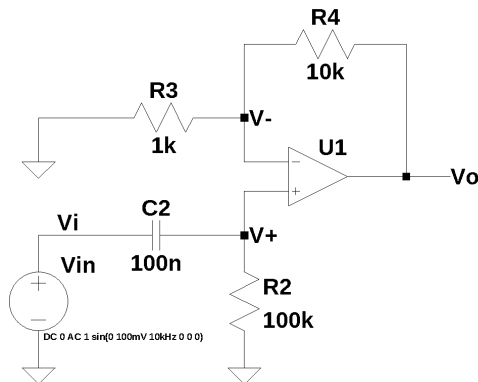 R4
10k
R3
V-
1k
U1
Vo
C2
Vi
V+
100n
Vin
R2
100k
DC 0 AC 1 sin(0 100mV 10kHz 0 0 0)